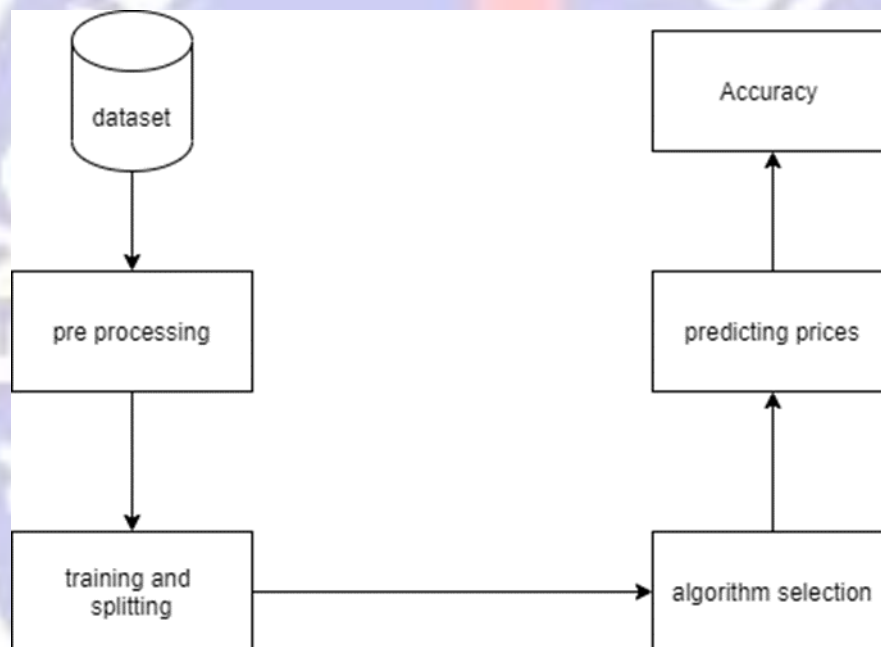 dataset
pre processing
training and
splitting
algorithm selection
predicting prices
Accuracy